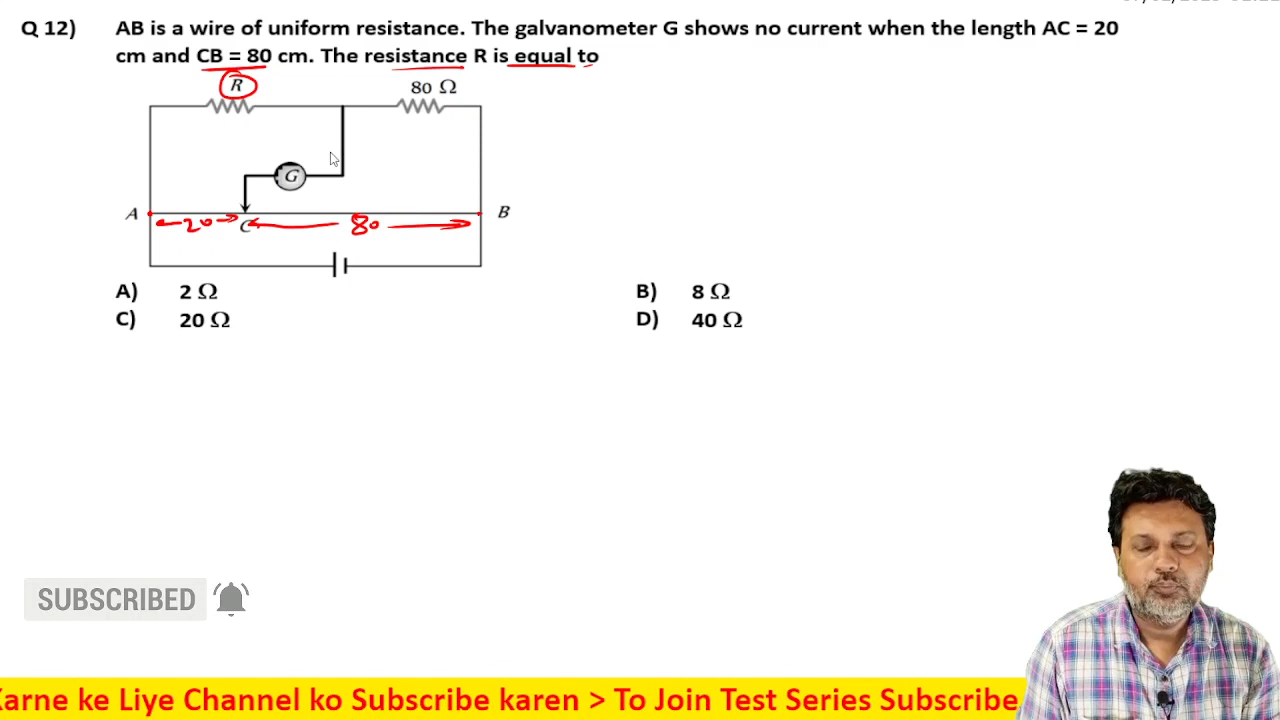 Q 12) AB is a wire of uniform resistance. The galvanometer G shows no current when the length AC = 20
cm and CB = 80 cm. The resistance R is equal to
R 80 Ω
G
A 20 C 80 B
A) 2 Ω B) 8 Ω
C) 20 Ω D) 40 Ω
SUBSCRIBED
Karne ke Liye Channel ko Subscribe karen > To Join Test Series Subscribe